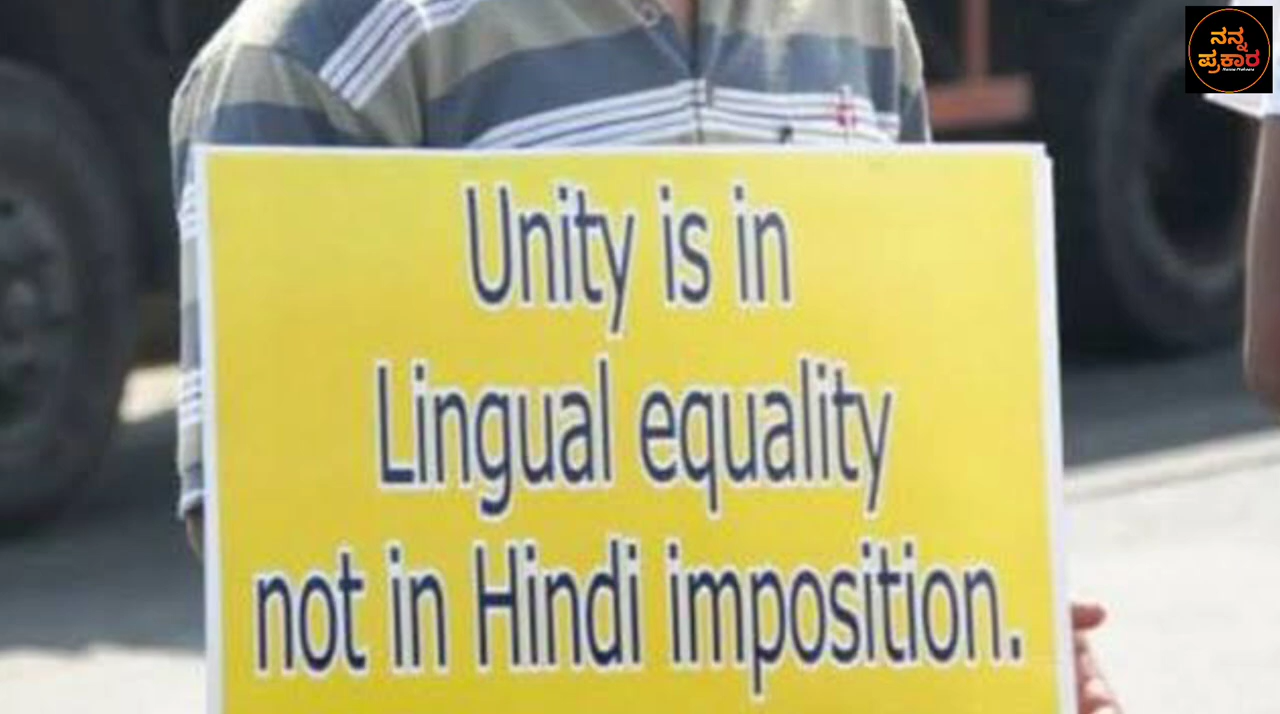 ನನ್ನ
ಪ್ರಕಾರ
Unity is in
Lingual equality
not in Hindi imposition.